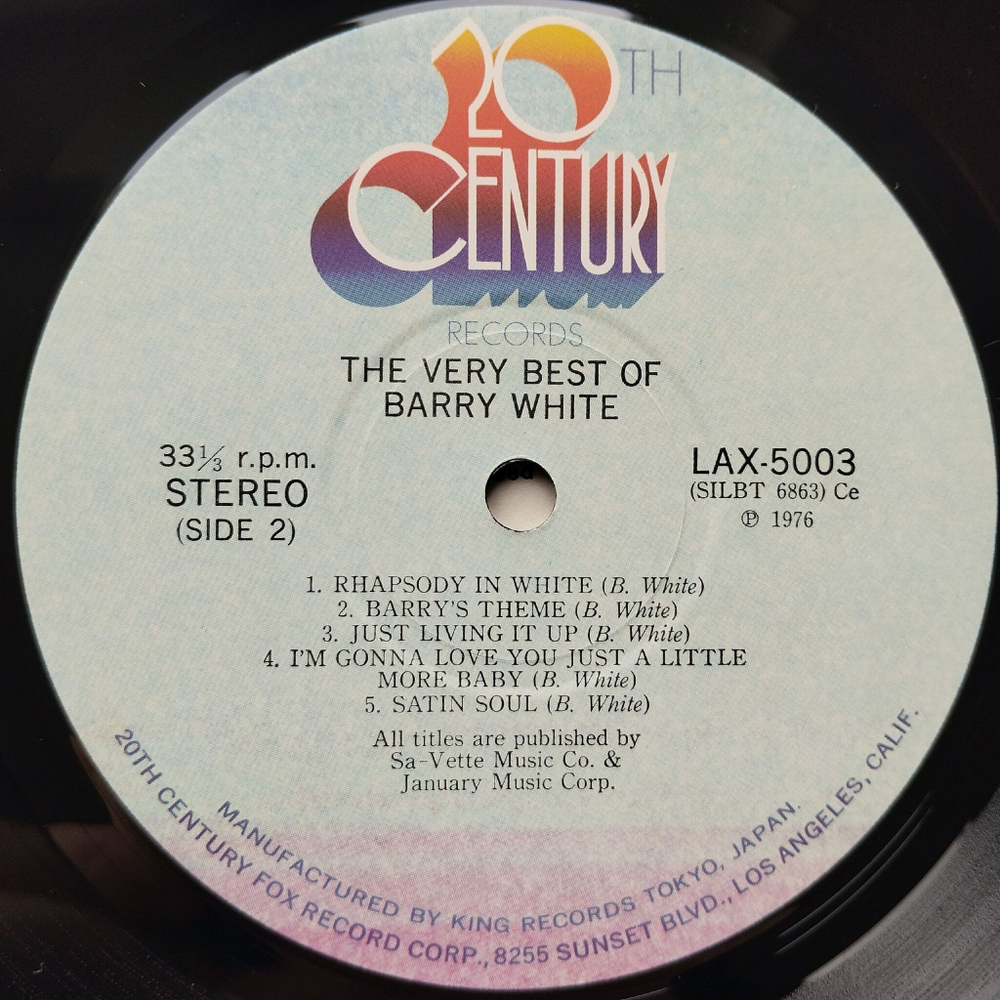 20TH
CENTURY
RECORDS
THE VERY BEST OF
BARRY WHITE
33⅓ r.p.m.
STEREO
(SIDE 2)
LAX-5003
(SILBT 6863) Ce
℗ 1976
1. RHAPSODY IN WHITE (B. White)
2. BARRY'S THEME (B. White)
3. JUST LIVING IT UP (B. White)
4. I'M GONNA LOVE YOU JUST A LITTLE
MORE BABY (B. White)
5. SATIN SOUL (B. White)
All titles are published by
Sa-Vette Music Co. &
January Music Corp.
MANUFACTURED BY KING RECORDS TOKYO, JAPAN.
20TH CENTURY FOX RECORD CORP., 8255 SUNSET BLVD., LOS ANGELES, CALIF.